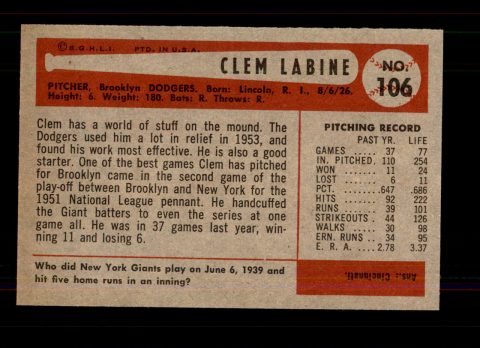 ©B.G.H.L.I. PTD. IN U.S.A.
CLEM LABINE
NO.
106
PITCHER, Brooklyn DODGERS. Born: Lincoln, R. I., 8/6/26.
Height: 6. Weight: 180. Bats: R. Throws: R.
Clem has a world of stuff on the mound. The
Dodgers used him a lot in relief in 1953, and
found his work most effective. He is also a good
starter. One of the best games Clem has pitched
for Brooklyn came in the second game of the
play-off between Brooklyn and New York for the
1951 National League pennant. He handcuffed
the Giant batters to even the series at one
game all. He was in 37 games last year, win-
ning 11 and losing 6.
Who did New York Giants play on June 6, 1939 and
hit five home runs in an inning?
PITCHING RECORD
PAST YR. LIFE
GAMES ..... 37 77
IN. PITCHED. 110 254
WON ..... 11 24
LOST ..... 6 11
PCT. ..... .647 .686
HITS ..... 92 222
RUNS ..... 39 101
STRIKEOUTS . 44 126
WALKS ..... 30 98
ERN. RUNS .. 34 95
E. R. A. .... 2.78 3.37
Ans.: Cincinnati.